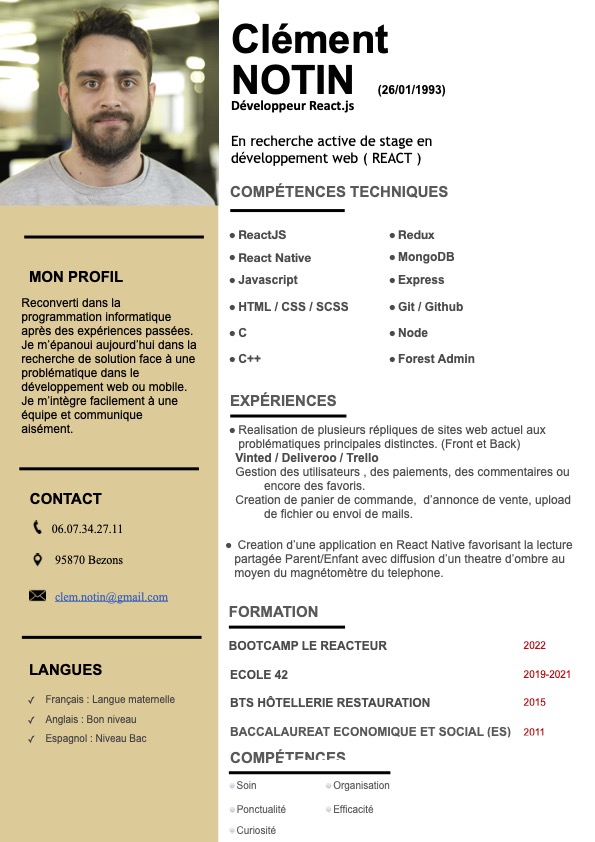 Clément
NOTIN (26/01/1993)
Développeur React.js
En recherche active de stage en
développement web ( REACT )
MON PROFIL
Reconverti dans la
programmation informatique
après des expériences passées.
Je m’épanoui aujourd’hui dans la
recherche de solution face à une
problématique dans le
développement web ou mobile.
Je m’intègre facilement à une
équipe et communique
aisément.
CONTACT
06.07.34.27.11
95870 Bezons
clem.notin@gmail.com
LANGUES
✓ Français : Langue maternelle
✓ Anglais : Bon niveau
✓ Espagnol : Niveau Bac
COMPÉTENCES TECHNIQUES
● ReactJS
● React Native
● Javascript
● HTML / CSS / SCSS
● C
● C++
● Redux
● MongoDB
● Express
● Git / Github
● Node
● Forest Admin
EXPÉRIENCES
● Realisation de plusieurs répliques de sites web actuel aux
problématiques principales distinctes. (Front et Back)
Vinted / Deliveroo / Trello
Gestion des utilisateurs , des paiements, des commentaires ou
encore des favoris.
Creation de panier de commande, d’annonce de vente, upload
de fichier ou envoi de mails.
● Creation d’une application en React Native favorisant la lecture
partagée Parent/Enfant avec diffusion d’un theatre d’ombre au
moyen du magnétomètre du telephone.
FORMATION
BOOTCAMP LE REACTEUR 2022
ECOLE 42 2019-2021
BTS HÔTELLERIE RESTAURATION 2015
BACCALAUREAT ECONOMIQUE ET SOCIAL (ES) 2011
COMPÉTENCES
Soin
Organisation
Ponctualité
Efficacité
Curiosité